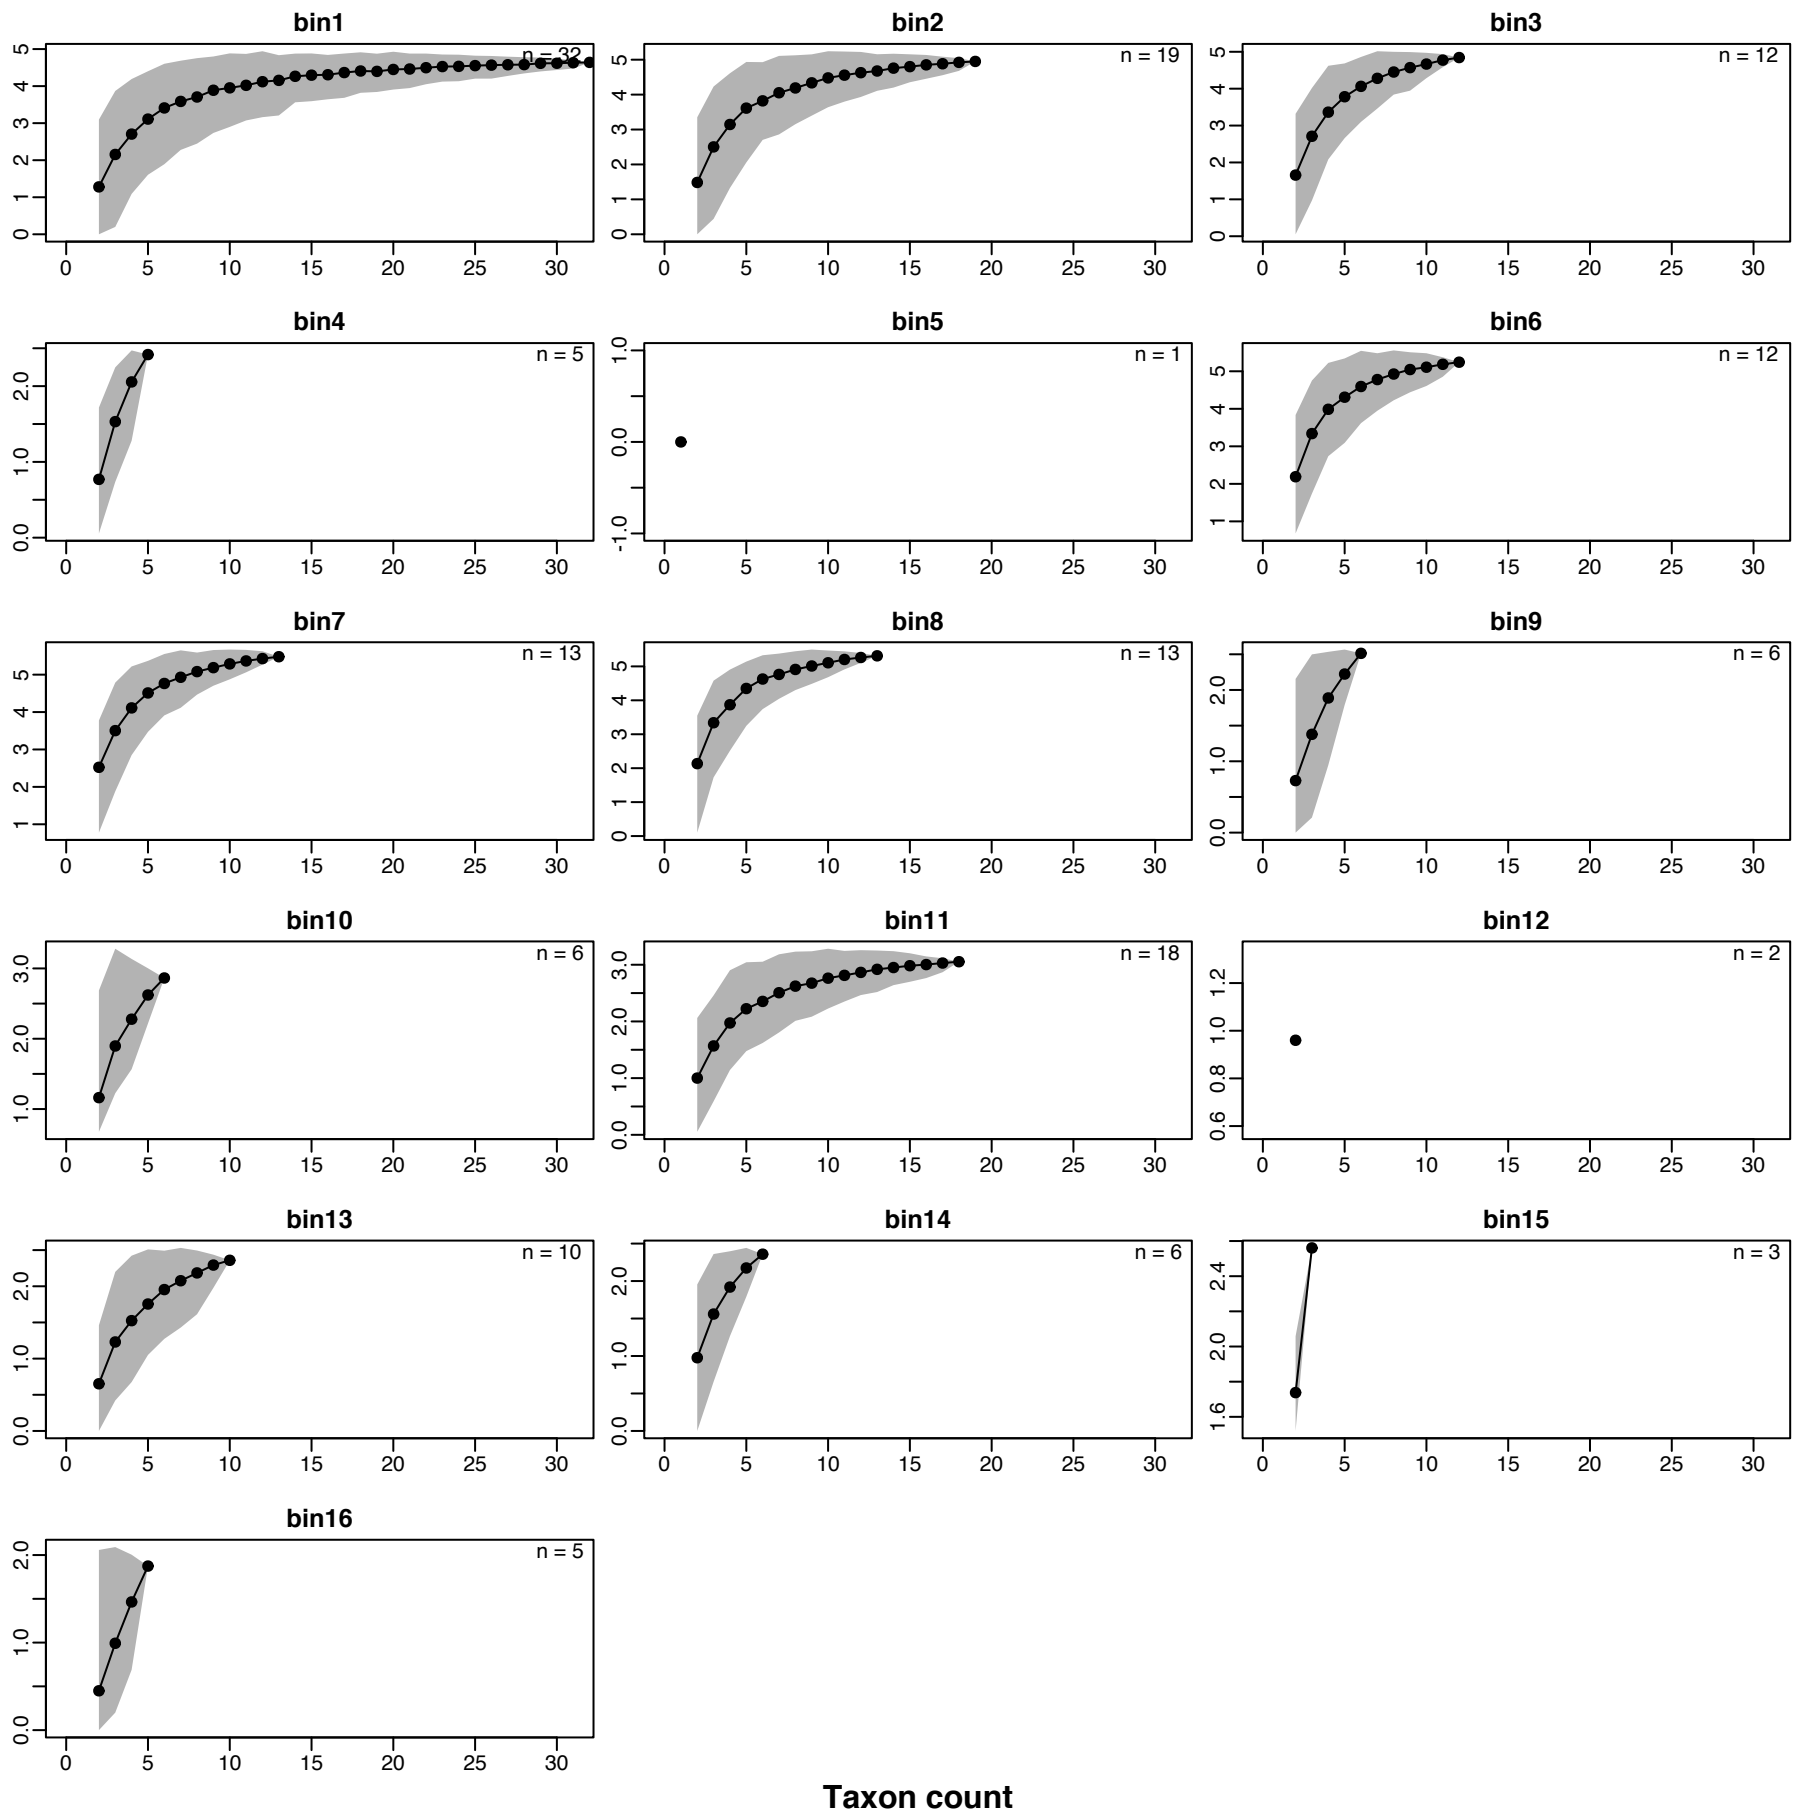 bin1 bin2 bin3
n = 32 n = 19 n = 12
0 1 2 3 4 5 0 1 2 3 4 5 0 1 2 3 4 5
0 5 10 15 20 25 30 0 5 10 15 20 25 30 0 5 10 15 20 25 30
bin4 bin5 bin6
n = 5 n = 1 n = 12
0.0 1.0 2.0 -1.0 0.0 1.0 1 2 3 4 5
0 5 10 15 20 25 30 0 5 10 15 20 25 30 0 5 10 15 20 25 30
bin7 bin8 bin9
n = 13 n = 13 n = 6
1 2 3 4 5 0 1 2 3 4 5 0.0 1.0 2.0
0 5 10 15 20 25 30 0 5 10 15 20 25 30 0 5 10 15 20 25 30
bin10 bin11 bin12
n = 6 n = 18 n = 2
1.0 2.0 3.0 0.0 1.0 2.0 3.0 0.6 0.8 1.0 1.2
0 5 10 15 20 25 30 0 5 10 15 20 25 30 0 5 10 15 20 25 30
bin13 bin14 bin15
n = 10 n = 6 n = 3
0.0 1.0 2.0 0.0 1.0 2.0 1.6 2.0 2.4
0 5 10 15 20 25 30 0 5 10 15 20 25 30 0 5 10 15 20 25 30
bin16
n = 5
0.0 1.0 2.0
0 5 10 15 20 25 30
Taxon count